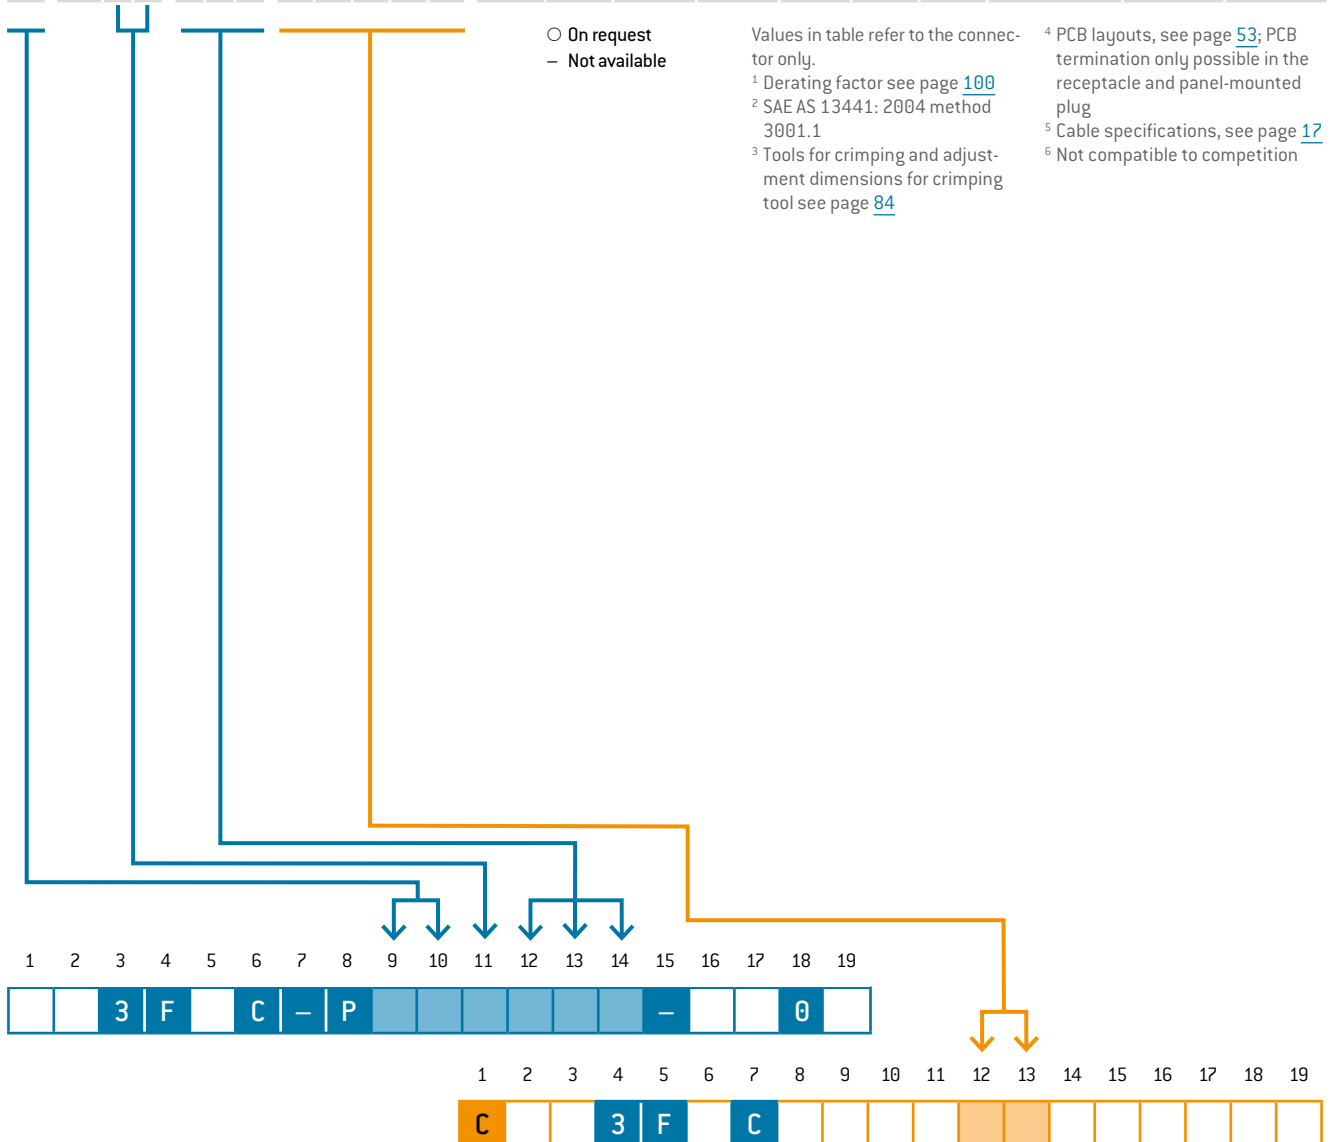 ○ On request
– Not available
Values in table refer to the connec-
tor only.
¹ Derating factor see page 100
² SAE AS 13441: 2004 method
3001.1
³ Tools for crimping and adjust-
ment dimensions for crimping
tool see page 84
⁴ PCB layouts, see page 53; PCB
termination only possible in the
receptacle and panel-mounted
plug
⁵ Cable specifications, see page 17
⁶ Not compatible to competition
1 2 3 4 5 6 7 8 9 10 11 12 13 14 15 16 17 18 19
3 F C – P – 0
1 2 3 4 5 6 7 8 9 10 11 12 13 14 15 16 17 18 19
C 3 F C